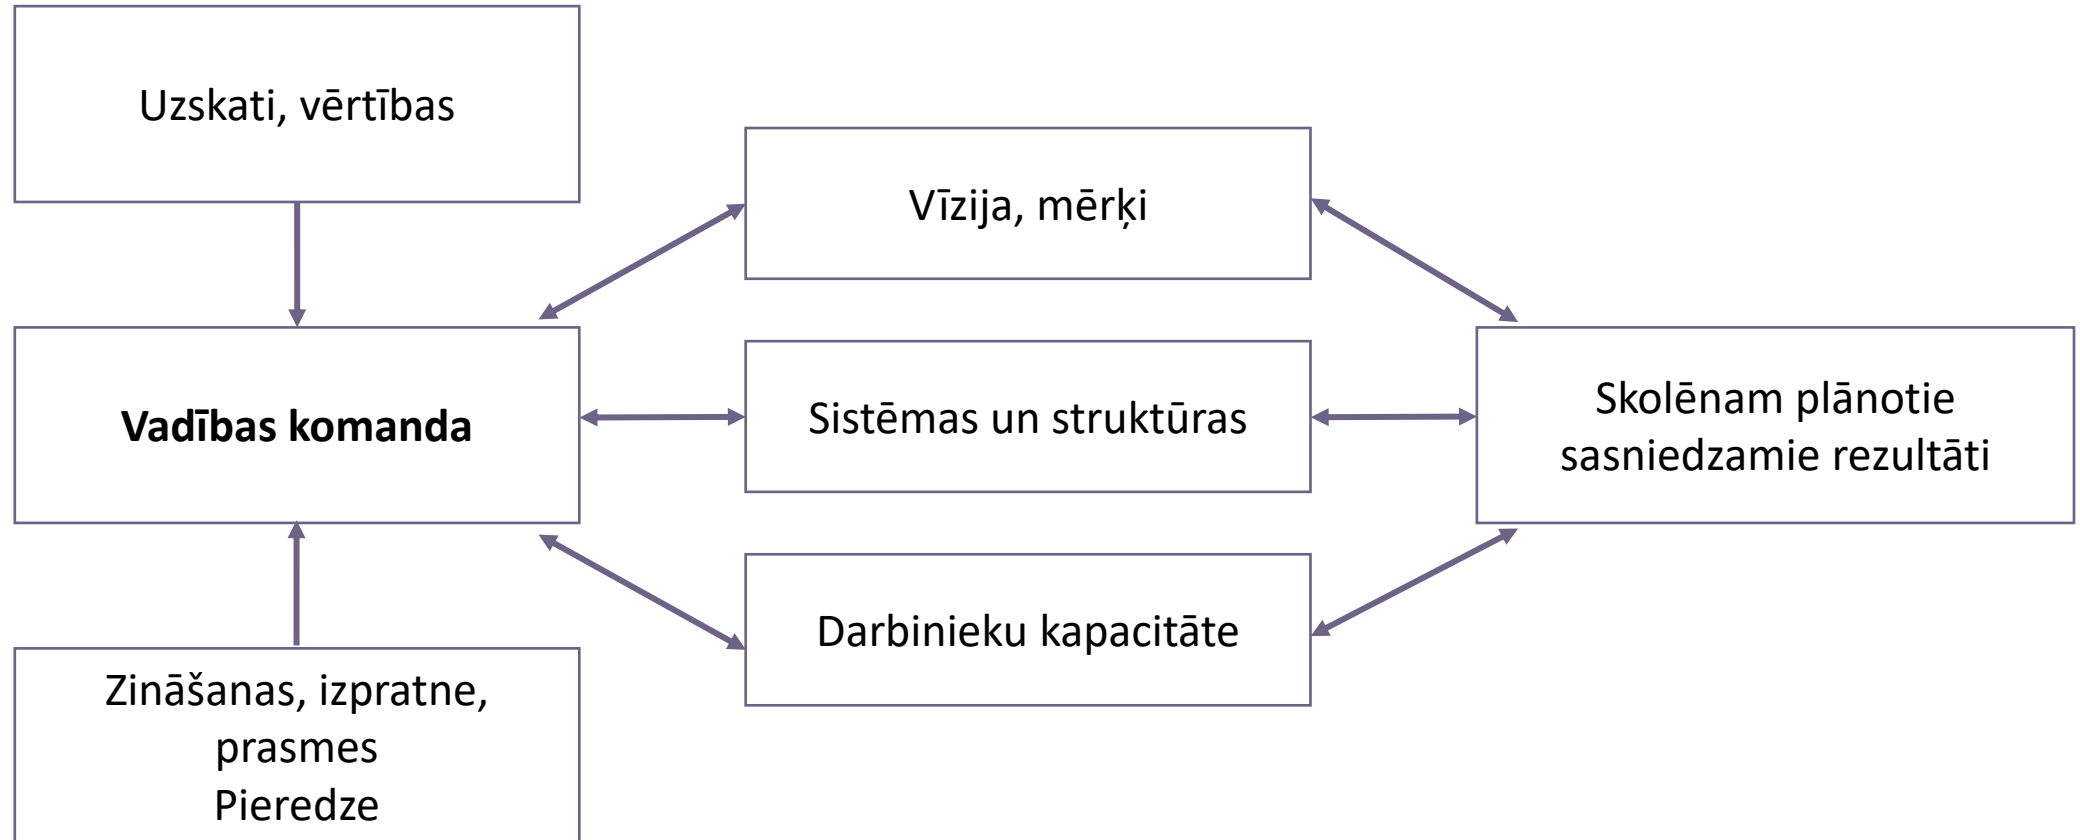 Uzskati, vērtības
Vadības komanda
Zināšanas, izpratne,
prasmes
Pieredze
Vīzija, mērķi
Sistēmas un struktūras
Darbinieku kapacitāte
Skolēnam plānotie
sasniedzamie rezultāti